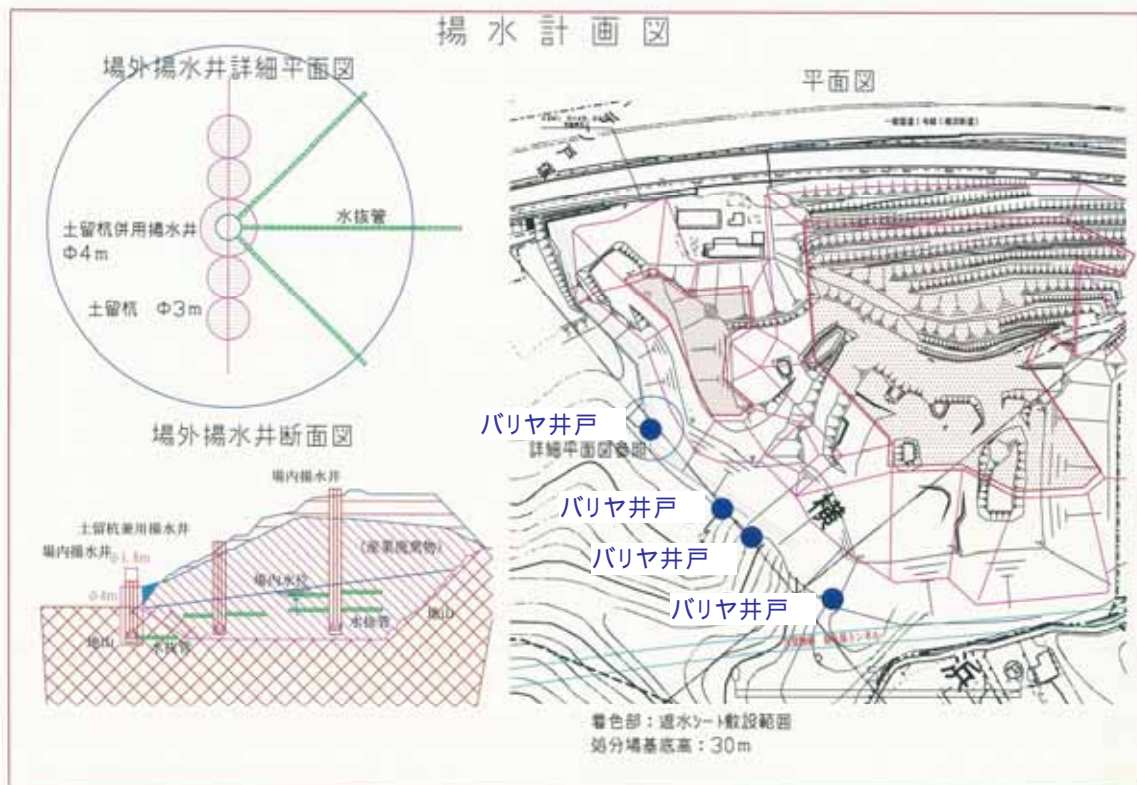 揚水計画図
場外揚水井詳細平面図
水抜管
土留杭併用揚水井
Φ4m
土留杭 Φ3m
場外揚水井断面図
場内揚水井
土留杭兼用揚水井
場内揚水井
Φ1.8m
(産業廃棄物)
場内水位
地山
水抜管
水抜管
地山
平面図
バリヤ井戸
詳細平面図参照
バリヤ井戸
バリヤ井戸
バリヤ井戸
横
浜
着色部：遮水シート敷設範囲
処分場基底高：30m